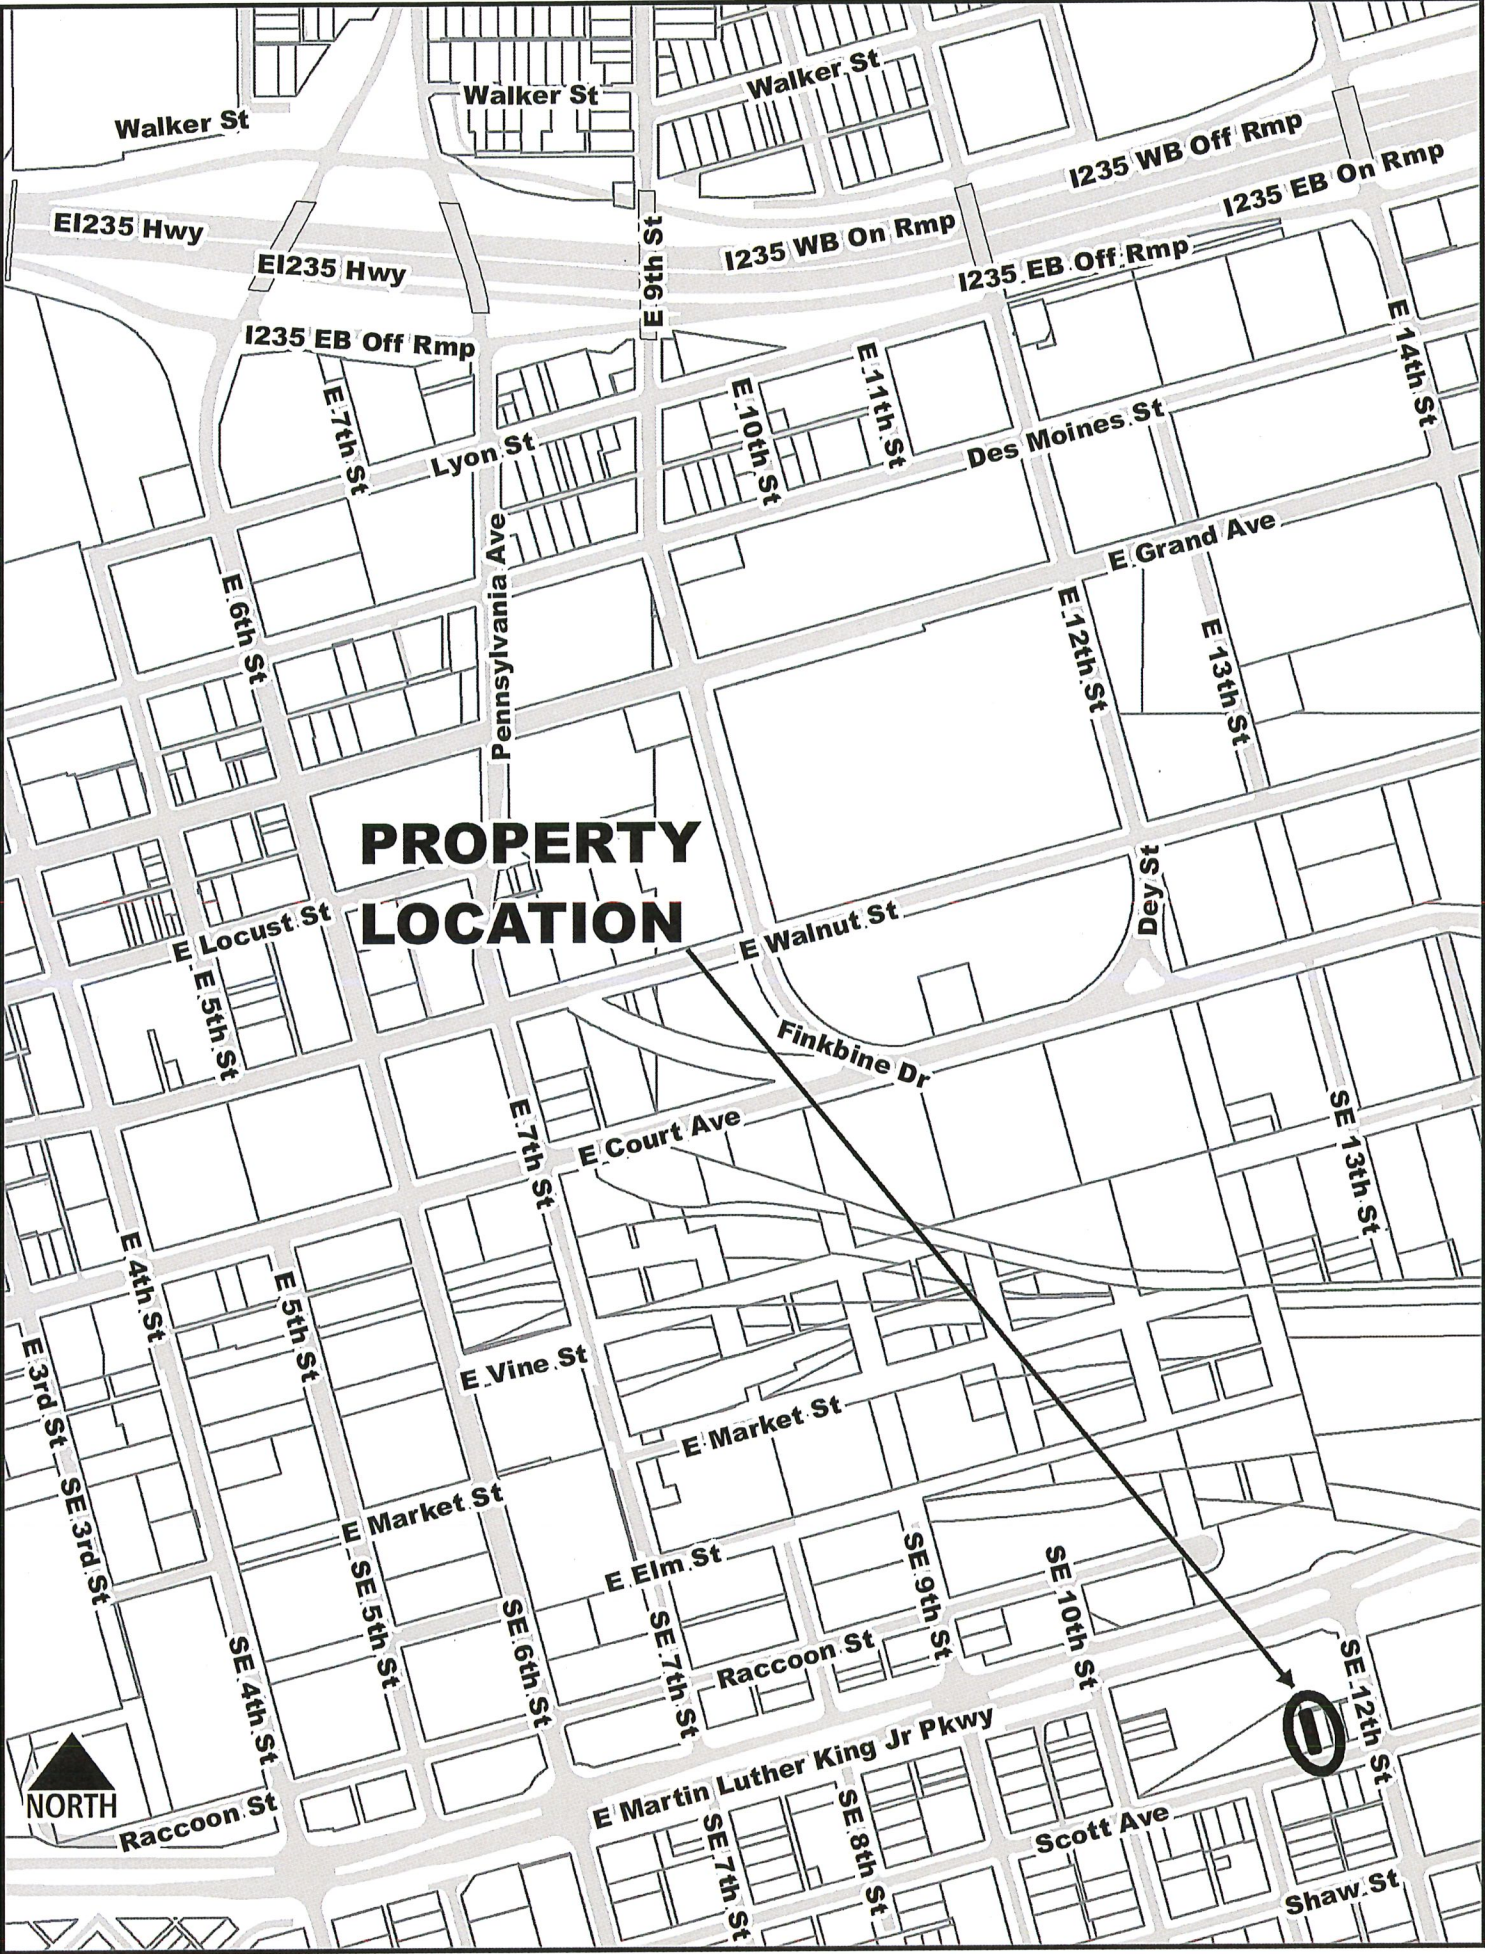 Walker St
Walker St
Walker St
I235 WB Off Rmp
I235 EB On Rmp
EI235 Hwy
EI235 Hwy
E 9th St
I235 WB On Rmp
I235 EB Off Rmp
I235 EB Off Rmp
E 7th St
Lyon St
E 10th St
E 11th St
Des Moines St
E 14th St
Pennsylvania Ave
E Grand Ave
E 6th St
E 12th St
E 13th St
PROPERTY
LOCATION
E Locust St
E Walnut St
Dey St
E 5th St
Finkbine Dr
E 7th St
E Court Ave
SE 13th St
E 4th St
E 5th St
E 3rd St
E Vine St
E Market St
SE 3rd St
E Market St
SE 5th St
E Elm St
SE 9th St
SE 10th St
SE 4th St
SE 6th St
SE 7th St
Raccoon St
SE 12th St
E Martin Luther King Jr Pkwy
NORTH
Raccoon St
SE 7th St
SE 8th St
Scott Ave
Shaw St